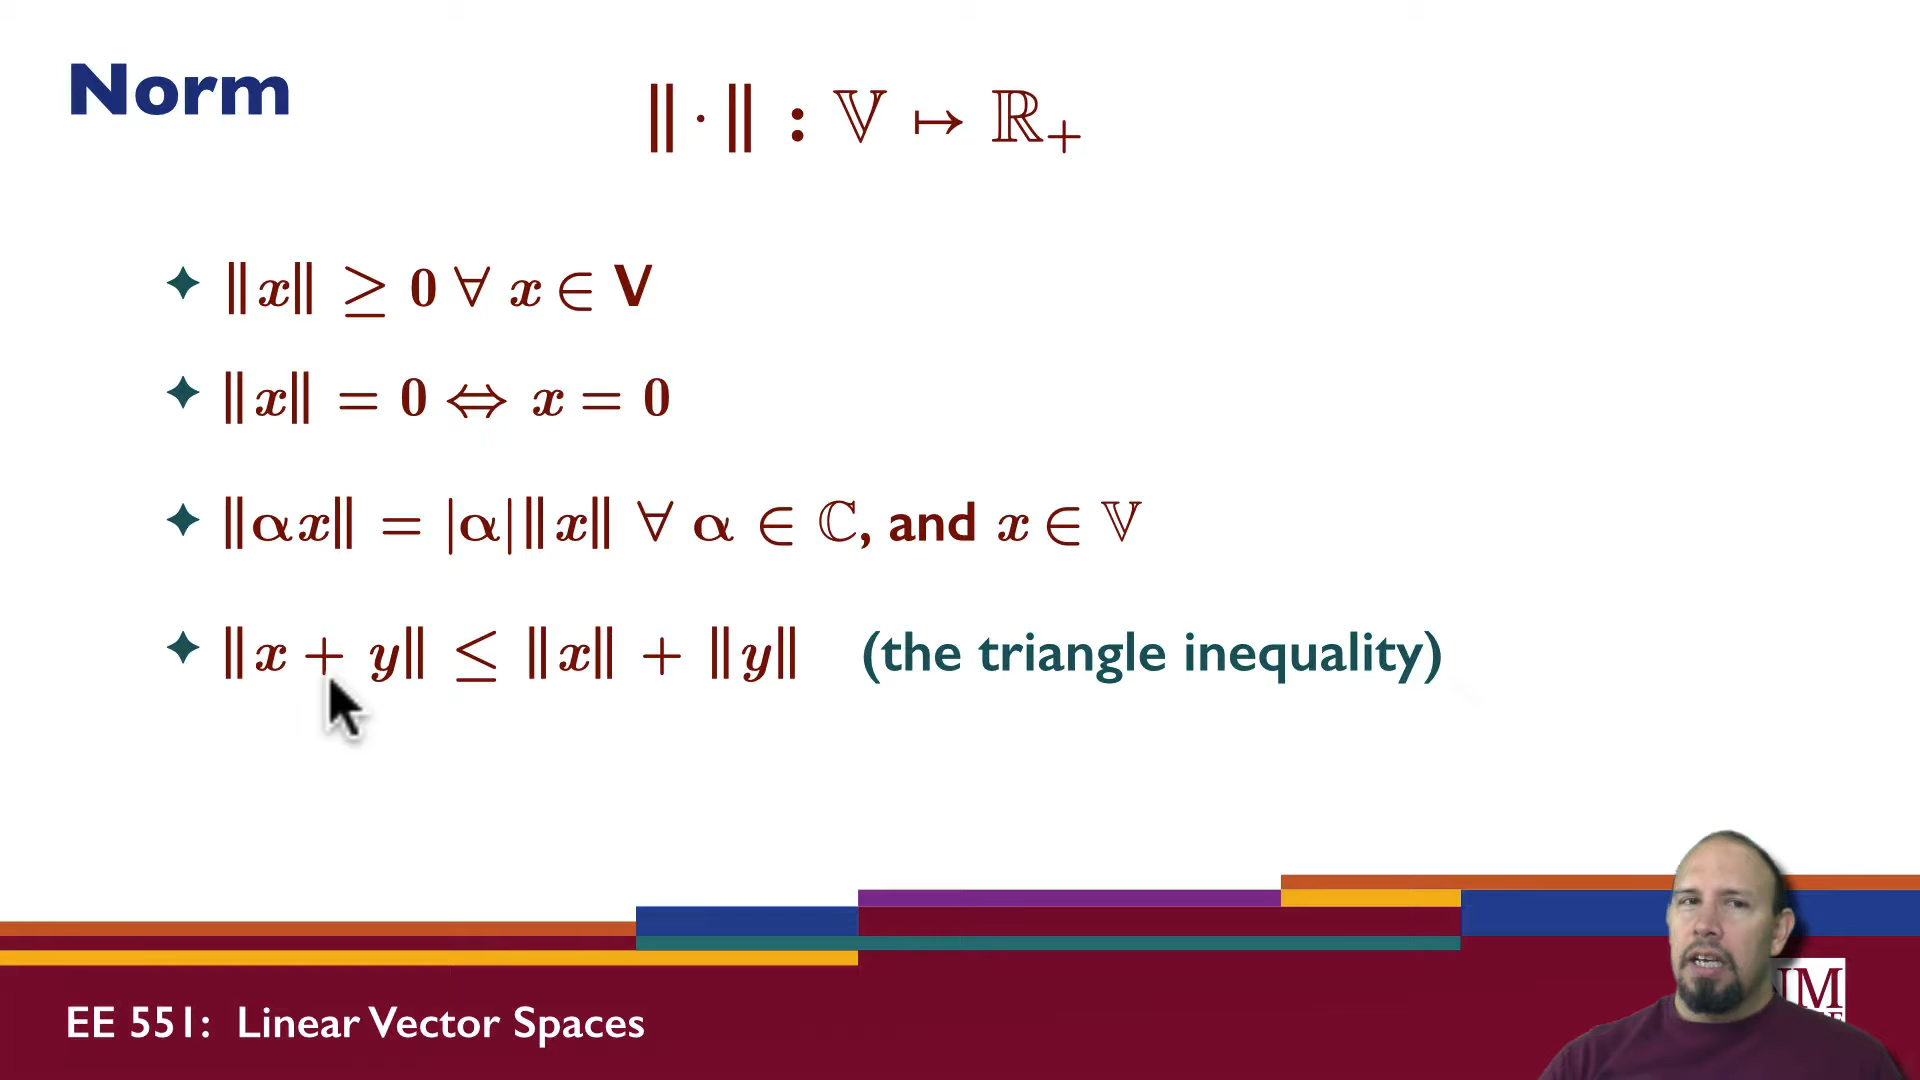 Norm
‖·‖ : 𝕍 ↦ ℝ₊
‖x‖ ≥ 0 ∀ x ∈ V
‖x‖ = 0 ⇔ x = 0
‖αx‖ = |α|‖x‖ ∀ α ∈ ℂ, and x ∈ 𝕍
‖x + y‖ ≤ ‖x‖ + ‖y‖ (the triangle inequality)
EE 551: Linear Vector Spaces